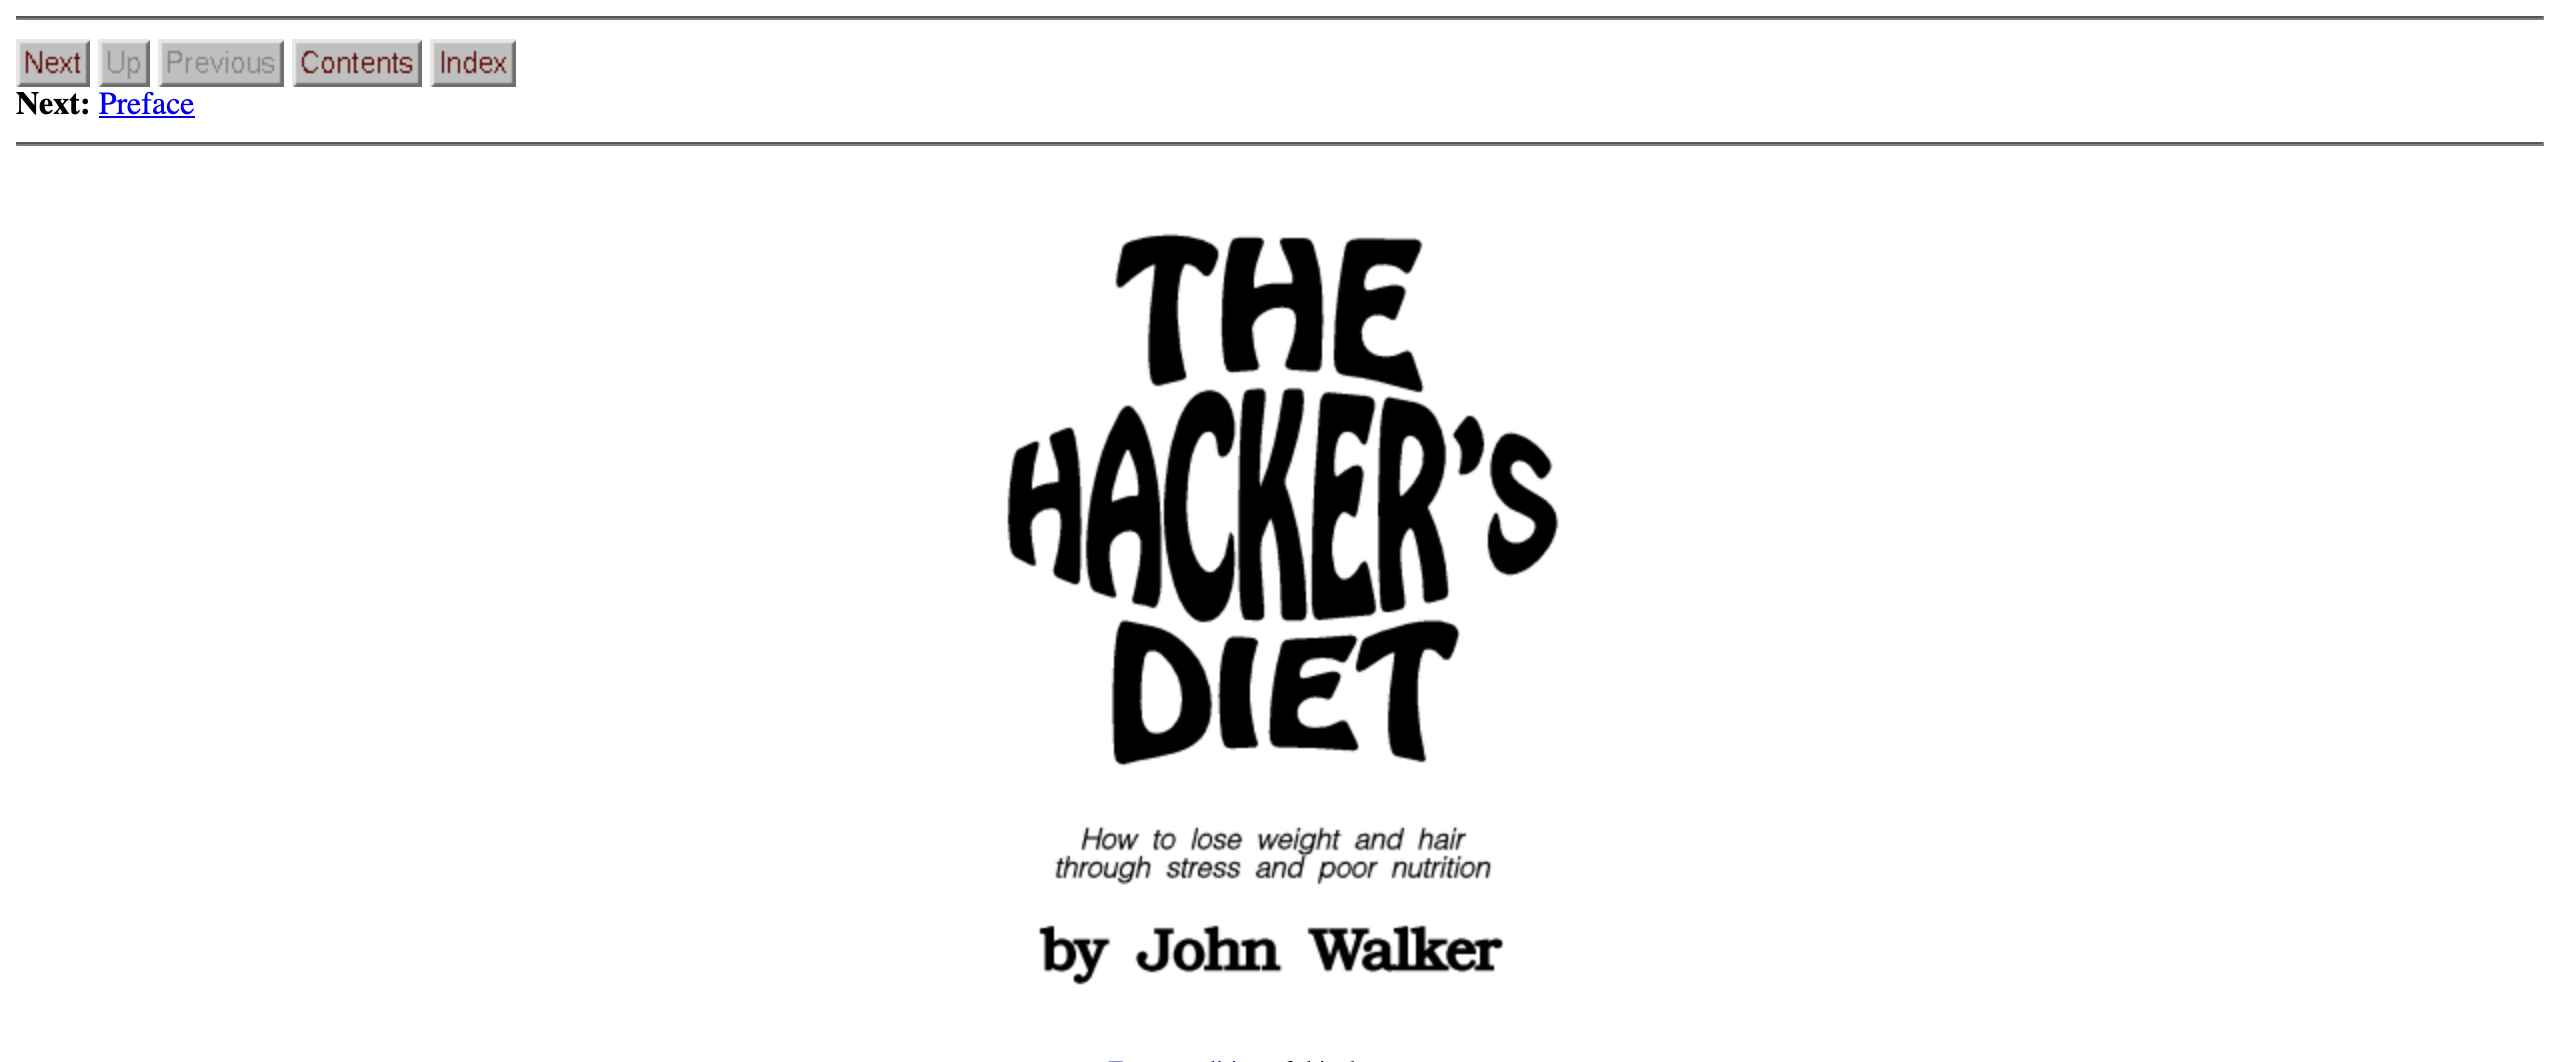 Next Up Previous Contents Index
Next: Preface
THE
HACKER'S
DIET
How to lose weight and hair
through stress and poor nutrition
by John Walker